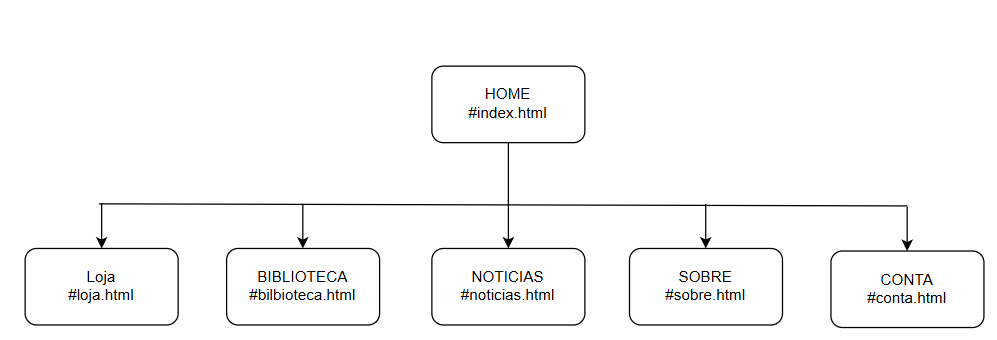 HOME
#index.html
Loja
#loja.html
BIBLIOTECA
#bilbioteca.html
NOTICIAS
#noticias.html
SOBRE
#sobre.html
CONTA
#conta.html